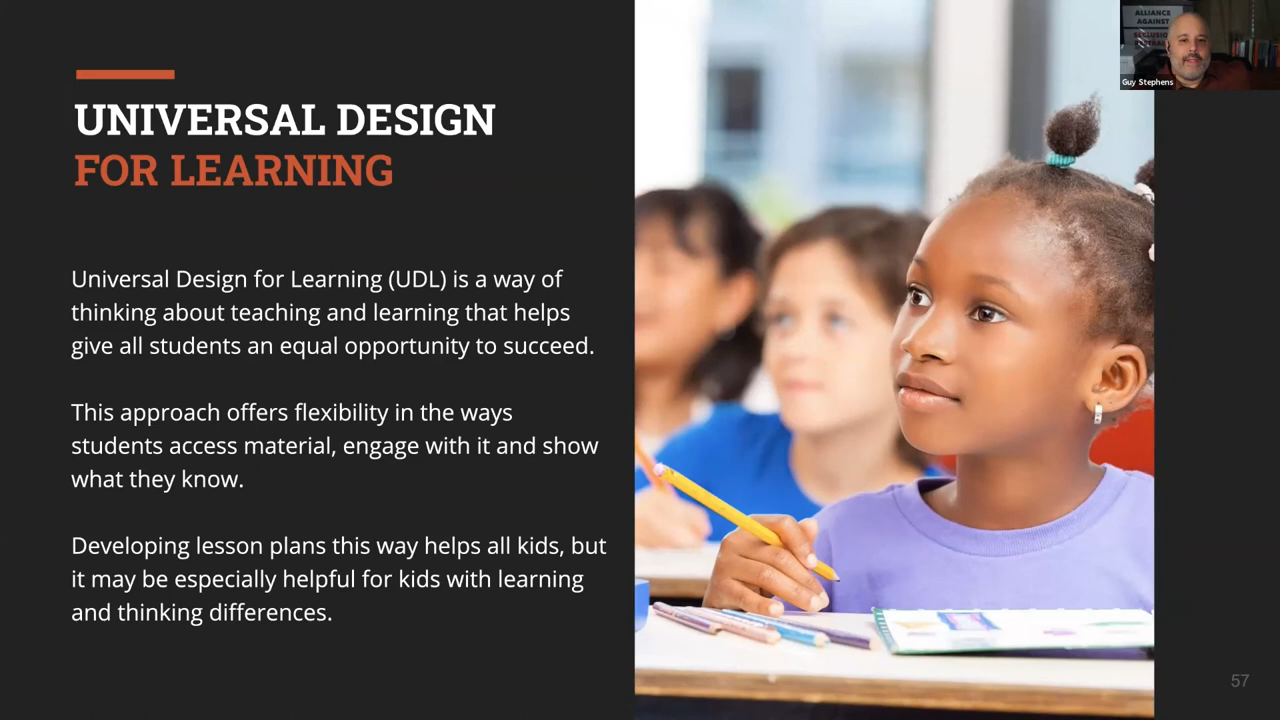 ALLIANCE
AGAINST
Guy Stephens
UNIVERSAL DESIGN
FOR LEARNING
Universal Design for Learning (UDL) is a way of
thinking about teaching and learning that helps
give all students an equal opportunity to succeed.
This approach offers flexibility in the ways
students access material, engage with it and show
what they know.
Developing lesson plans this way helps all kids, but
it may be especially helpful for kids with learning
and thinking differences.
57